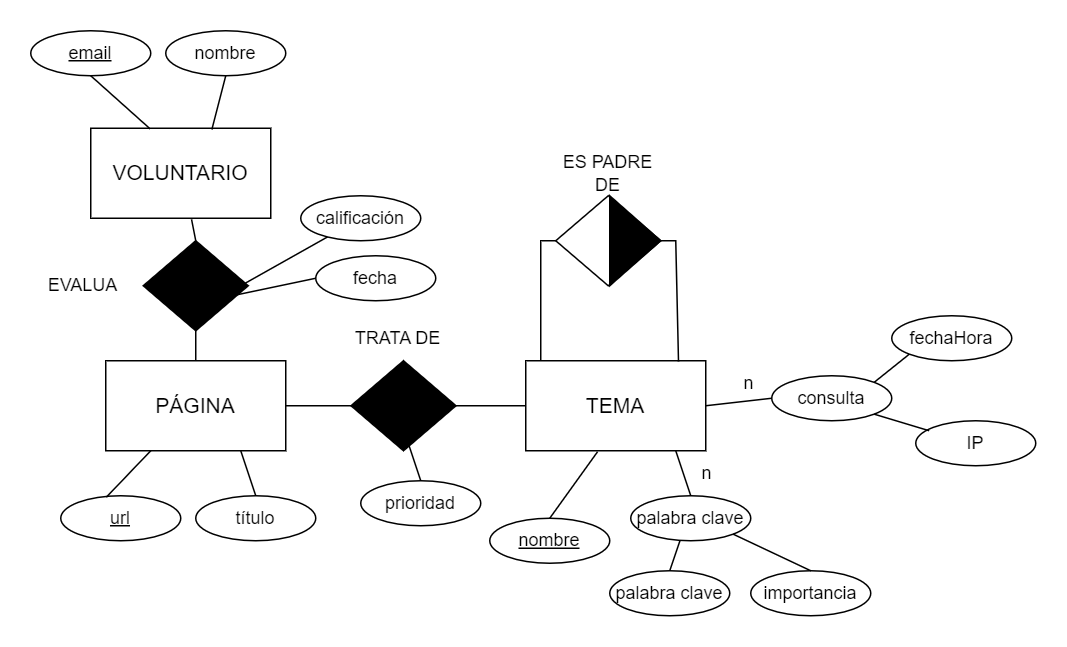 email
nombre
VOLUNTARIO
ES PADRE
DE
calificación
EVALUA
fecha
TRATA DE
fechaHora
PÁGINA
TEMA
n
consulta
IP
n
prioridad
url
título
palabra clave
nombre
palabra clave
importancia